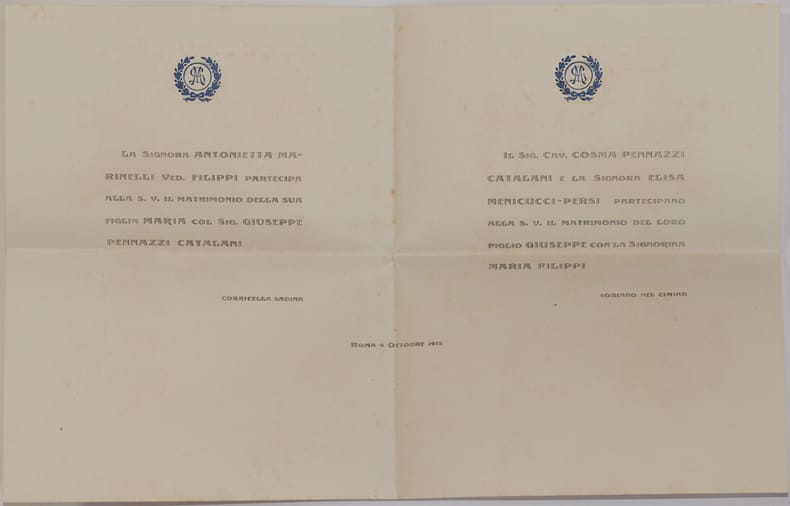 La Signora ANTONIETTA MA-
RINELLI Ved. FILIPPI partecipa
alla S. V. il matrimonio della sua
figlia MARIA col Sig. GIUSEPPE
PENNAZZI CATALANI
Corricella Sabina
Il Sig. Cav. COSMA PENNAZZI
CATALANI e la Signora ELISA
MENICUCCI-PERSI partecipano
alla S. V. il matrimonio del loro
figlio GIUSEPPE con la Signorina
MARIA FILIPPI
Soriano nel Cimino
Roma 9 Ottobre